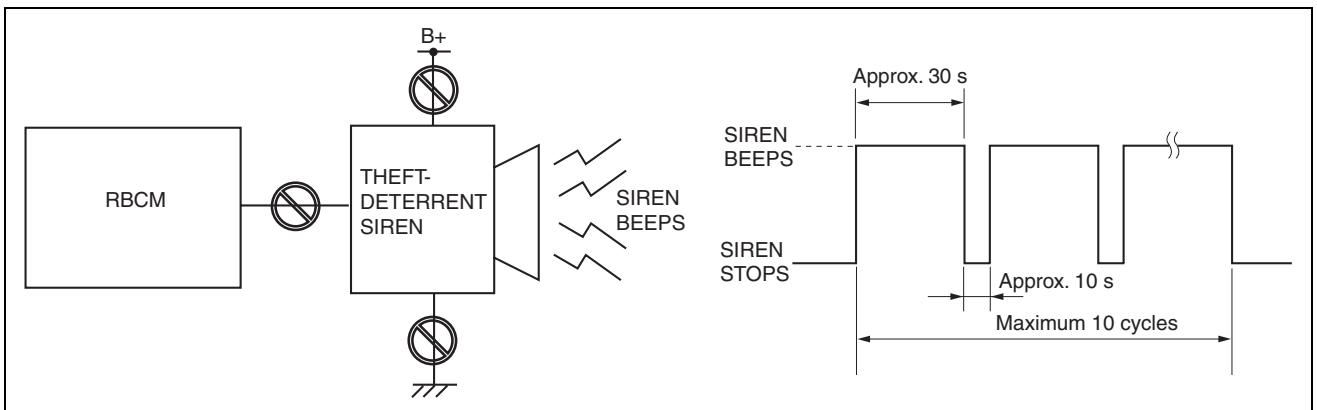 B+
RBCM
THEFT-
DETERRENT
SIREN
SIREN
BEEPS
Approx. 30 s
SIREN
BEEPS
SIREN
STOPS
Approx. 10 s
Maximum 10 cycles